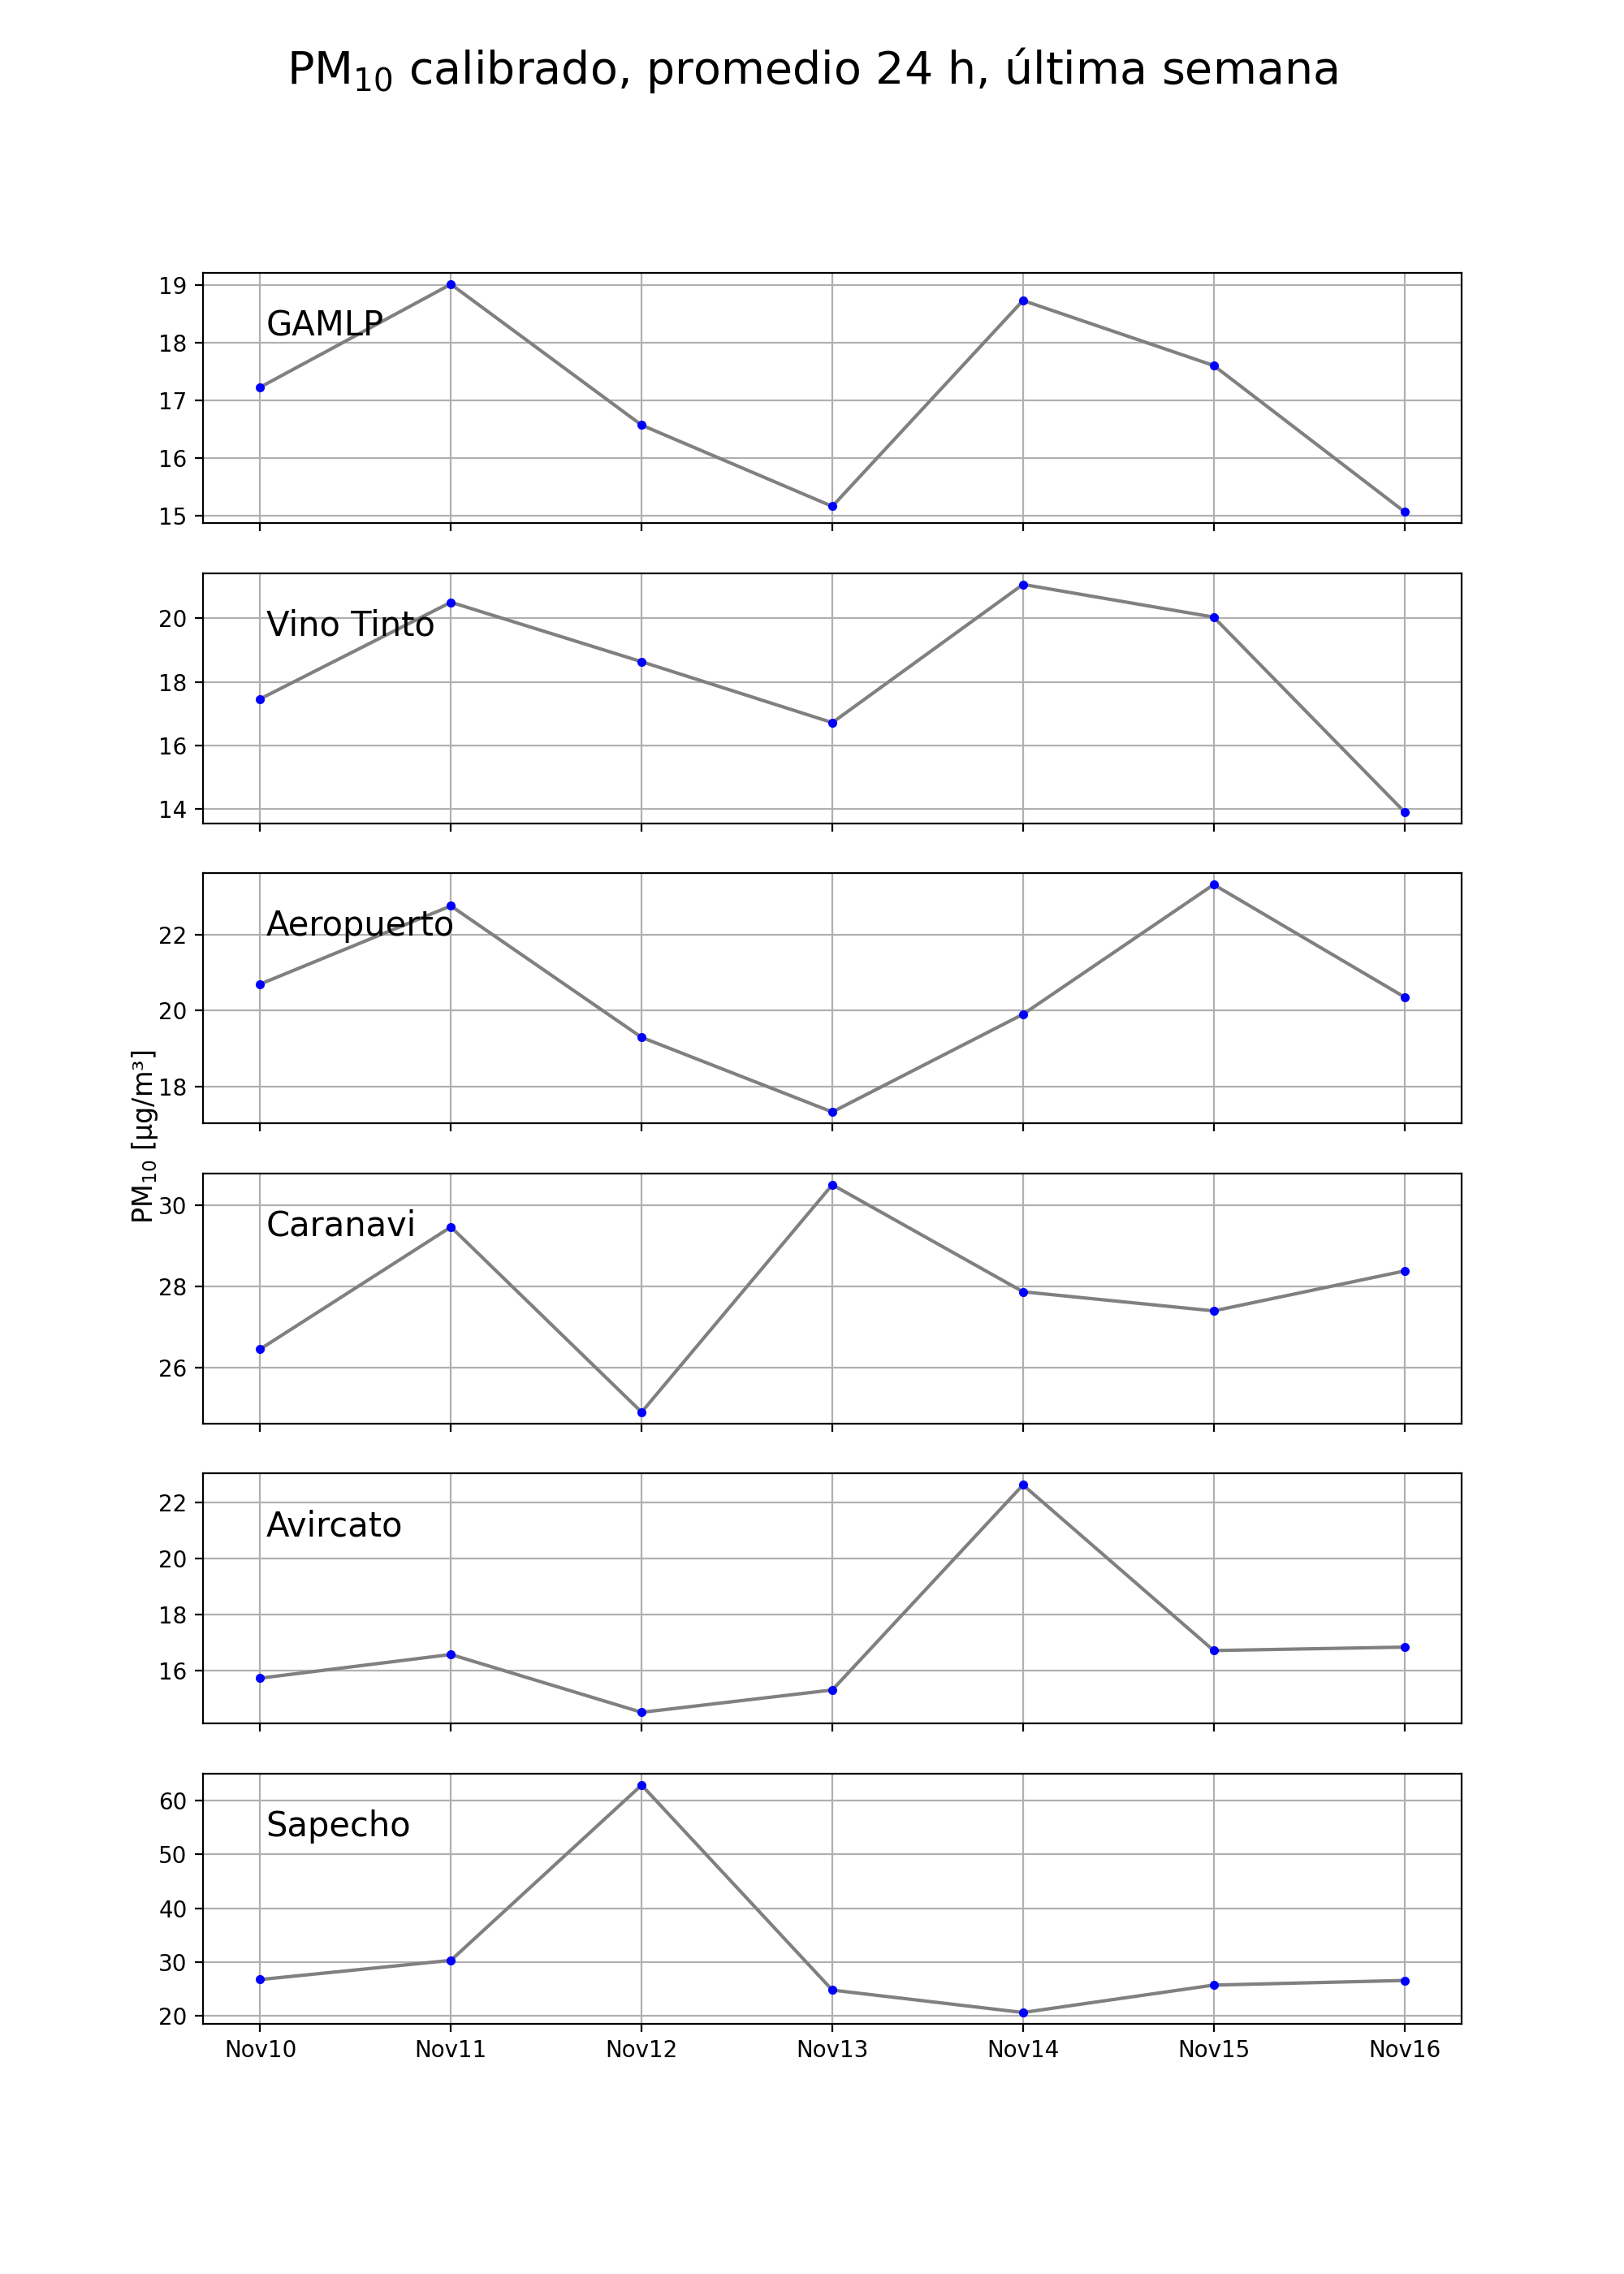 PM₁₀ calibrado, promedio 24 h, última semana
19
GAMLP
18
17
16
15
20
Vino Tinto
18
16
14
Aeropuerto
22
20
18
PM₁₀ [µg/m³]
30
Caranavi
28
26
22
Avircato
20
18
16
60
Sapecho
50
40
30
20
Nov10 Nov11 Nov12 Nov13 Nov14 Nov15 Nov16